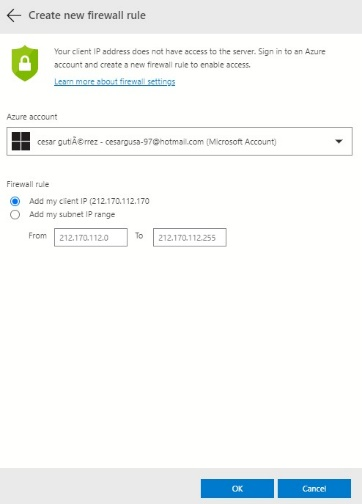 Create new firewall rule
Your client IP address does not have access to the server. Sign in to an Azure
account and create a new firewall rule to enable access.
Learn more about firewall settings
Azure account
cesar gutiÃ©rrez - cesargusa-97@hotmail.com (Microsoft Account)
Firewall rule
Add my client IP (212.170.112.170
Add my subnet IP range
From 212.170.112.0 To 212.170.112.255
OK Cancel